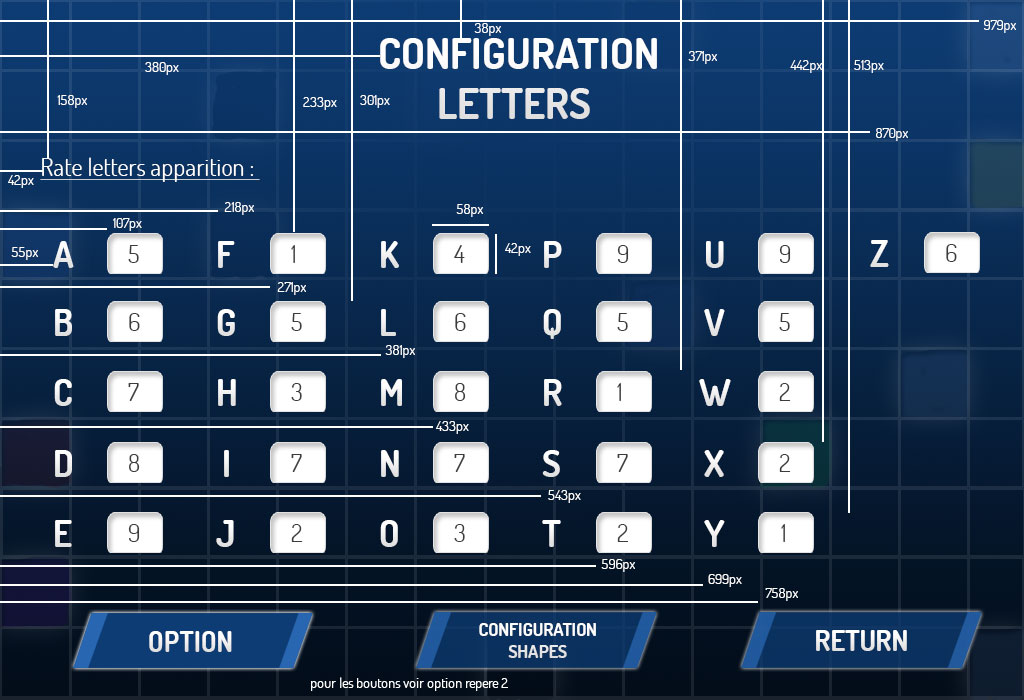 979px
38px
CONFIGURATION
371px
442px
513px
380px
158px
233px
301px
LETTERS
870px
Rate letters apparition :
42px
218px
58px
107px
55px A 5 F 1 K 4 42px P 9 U 9 Z 6
271px
B 6 G 5 L 6 Q 5 V 5
381px
C 7 H 3 M 8 R 1 W 2
433px
D 8 I 7 N 7 S 7 X 2
543px
E 9 J 2 O 3 T 2 Y 1
596px
699px
758px
OPTION
CONFIGURATION
SHAPES
RETURN
pour les boutons voir option repere 2